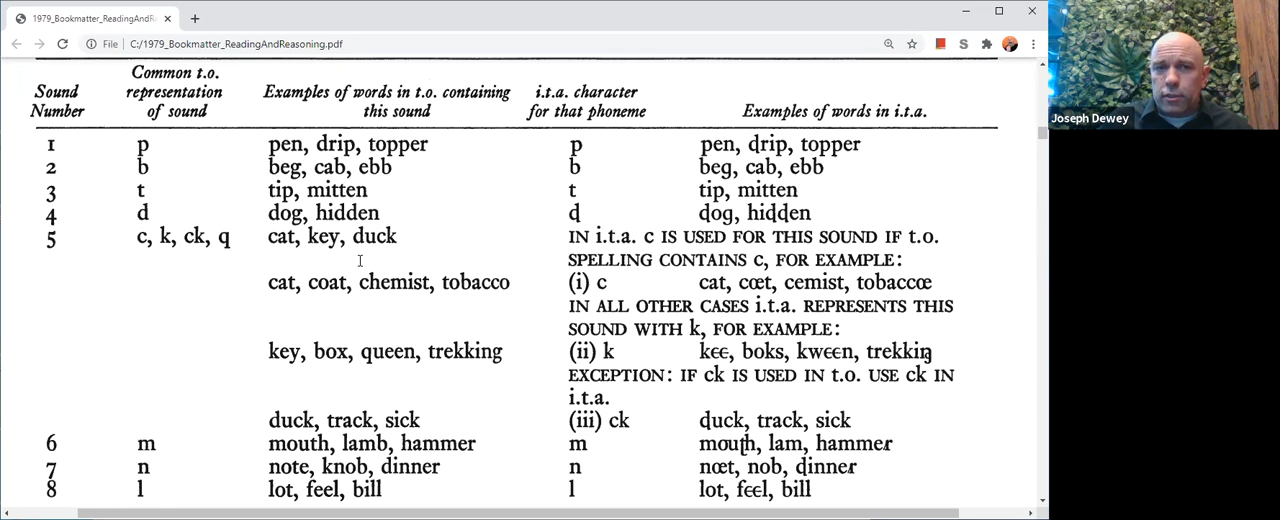 1979_Bookmatter_ReadingAndR
File C:/1979_Bookmatter_ReadingAndReasoning.pdf
Joseph Dewey
Sound Number Common t.o. representation of sound Examples of words in t.o. containing this sound i.t.a. character for that phoneme Examples of words in i.t.a.
1 p pen, drip, topper p pen, drip, topper
2 b beg, cab, ebb b beg, cab, ebb
3 t tip, mitten t tip, mitten
4 d dog, hidden d dog, hidden
5 c, k, ck, q cat, key, duck IN i.t.a. c IS USED FOR THIS SOUND IF t.o.
SPELLING CONTAINS c, FOR EXAMPLE:
cat, coat, chemist, tobacco (i) c cat, cœt, cemist, tobaccœ
IN ALL OTHER CASES i.t.a. REPRESENTS THIS
SOUND WITH k, FOR EXAMPLE:
key, box, queen, trekking (ii) k kєє, boks, kwєєn, trekkiŋ
EXCEPTION: IF ck IS USED IN t.o. USE ck IN
i.t.a.
duck, track, sick (iii) ck duck, track, sick
6 m mouth, lamb, hammer m mouth, lam, hammer
7 n note, knob, dinner n nœt, nob, dinner
8 l lot, feel, bill l lot, fєєl, bill